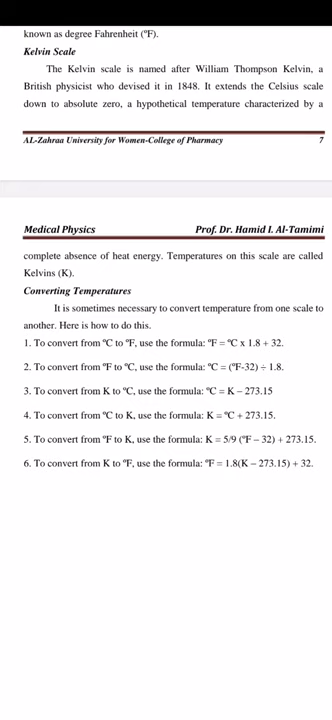 known as degree Fahrenheit (ºF).
Kelvin Scale
The Kelvin scale is named after William Thompson Kelvin, a
British physicist who devised it in 1848. It extends the Celsius scale
down to absolute zero, a hypothetical temperature characterized by a
AL-Zahraa University for Women-College of Pharmacy 7
Medical Physics Prof. Dr. Hamid I. Al-Tamimi
complete absence of heat energy. Temperatures on this scale are called
Kelvins (K).
Converting Temperatures
It is sometimes necessary to convert temperature from one scale to
another. Here is how to do this.
1. To convert from ºC to ºF, use the formula: ºF = ºC x 1.8 + 32.
2. To convert from ºF to ºC, use the formula: ºC = (ºF-32) ÷ 1.8.
3. To convert from K to ºC, use the formula: ºC = K – 273.15
4. To convert from ºC to K, use the formula: K = ºC + 273.15.
5. To convert from ºF to K, use the formula: K = 5/9 (ºF – 32) + 273.15.
6. To convert from K to ºF, use the formula: ºF = 1.8(K – 273.15) + 32.